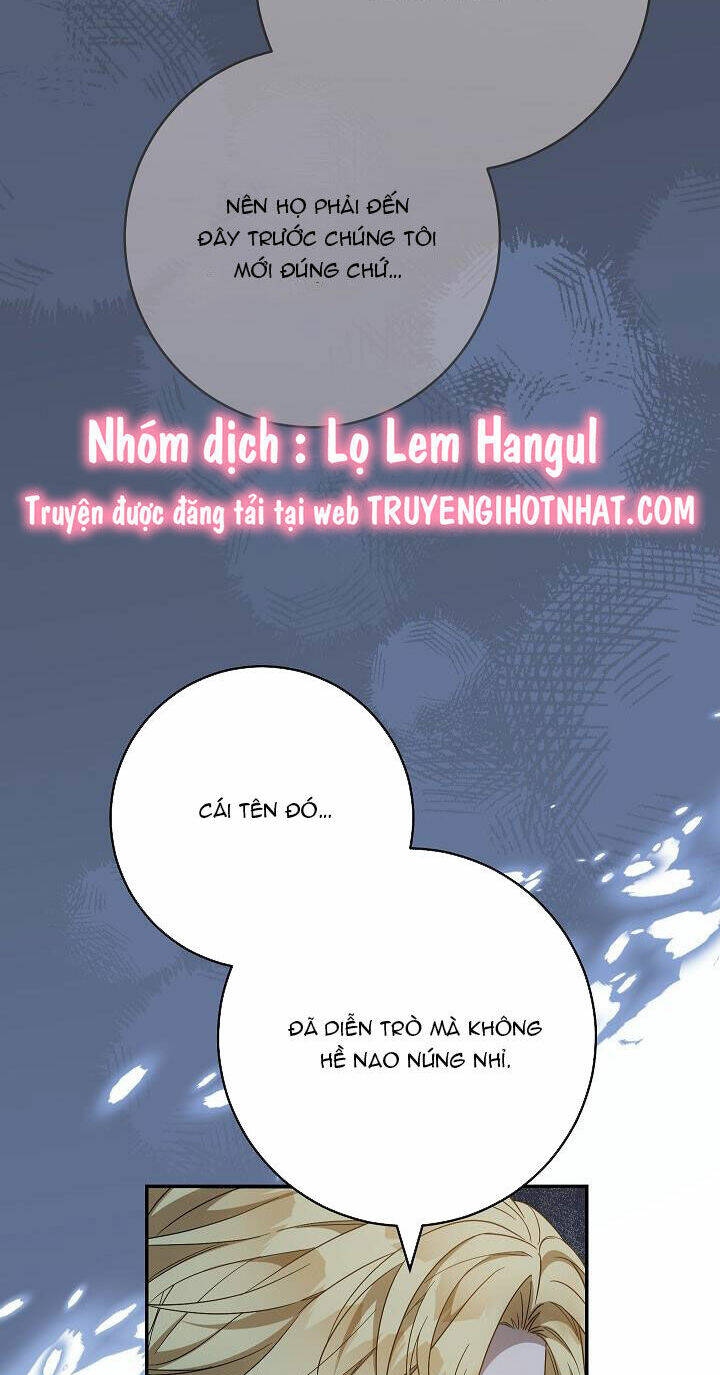 NÊN HỌ PHẢI ĐẾN
ĐÂY TRƯỚC CHÚNG TÔI
MỚI ĐÚNG CHỨ...
Nhóm dịch : Lọ Lem Hangul
Truyện được đăng tải tại web TRUYENGIHOTNHAT.COM
CÁI TÊN ĐÓ...
ĐÃ DIỄN TRÒ MÀ KHÔNG
HỀ NAO NÚNG NHỈ.